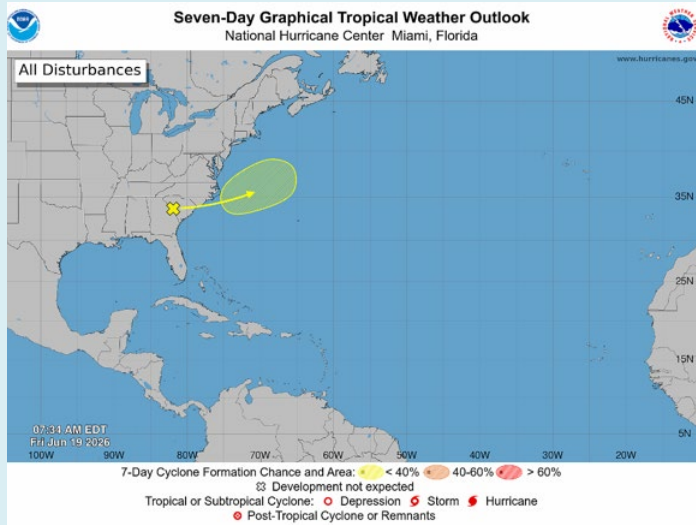 Seven-Day Graphical Tropical Weather Outlook
National Hurricane Center Miami, Florida
www.hurricanes.gov
All Disturbances
45N
35N
25N
15N
5N
07:34 AM EDT
Fri Jun 19 2026
100W 90W 80W 70W 60W 50W 40W 30W 20W 10W
7-Day Cyclone Formation Chance and Area: < 40% 40-60% > 60%
Development not expected
Tropical or Subtropical Cyclone: Depression Storm Hurricane
Post-Tropical Cyclone or Remnants